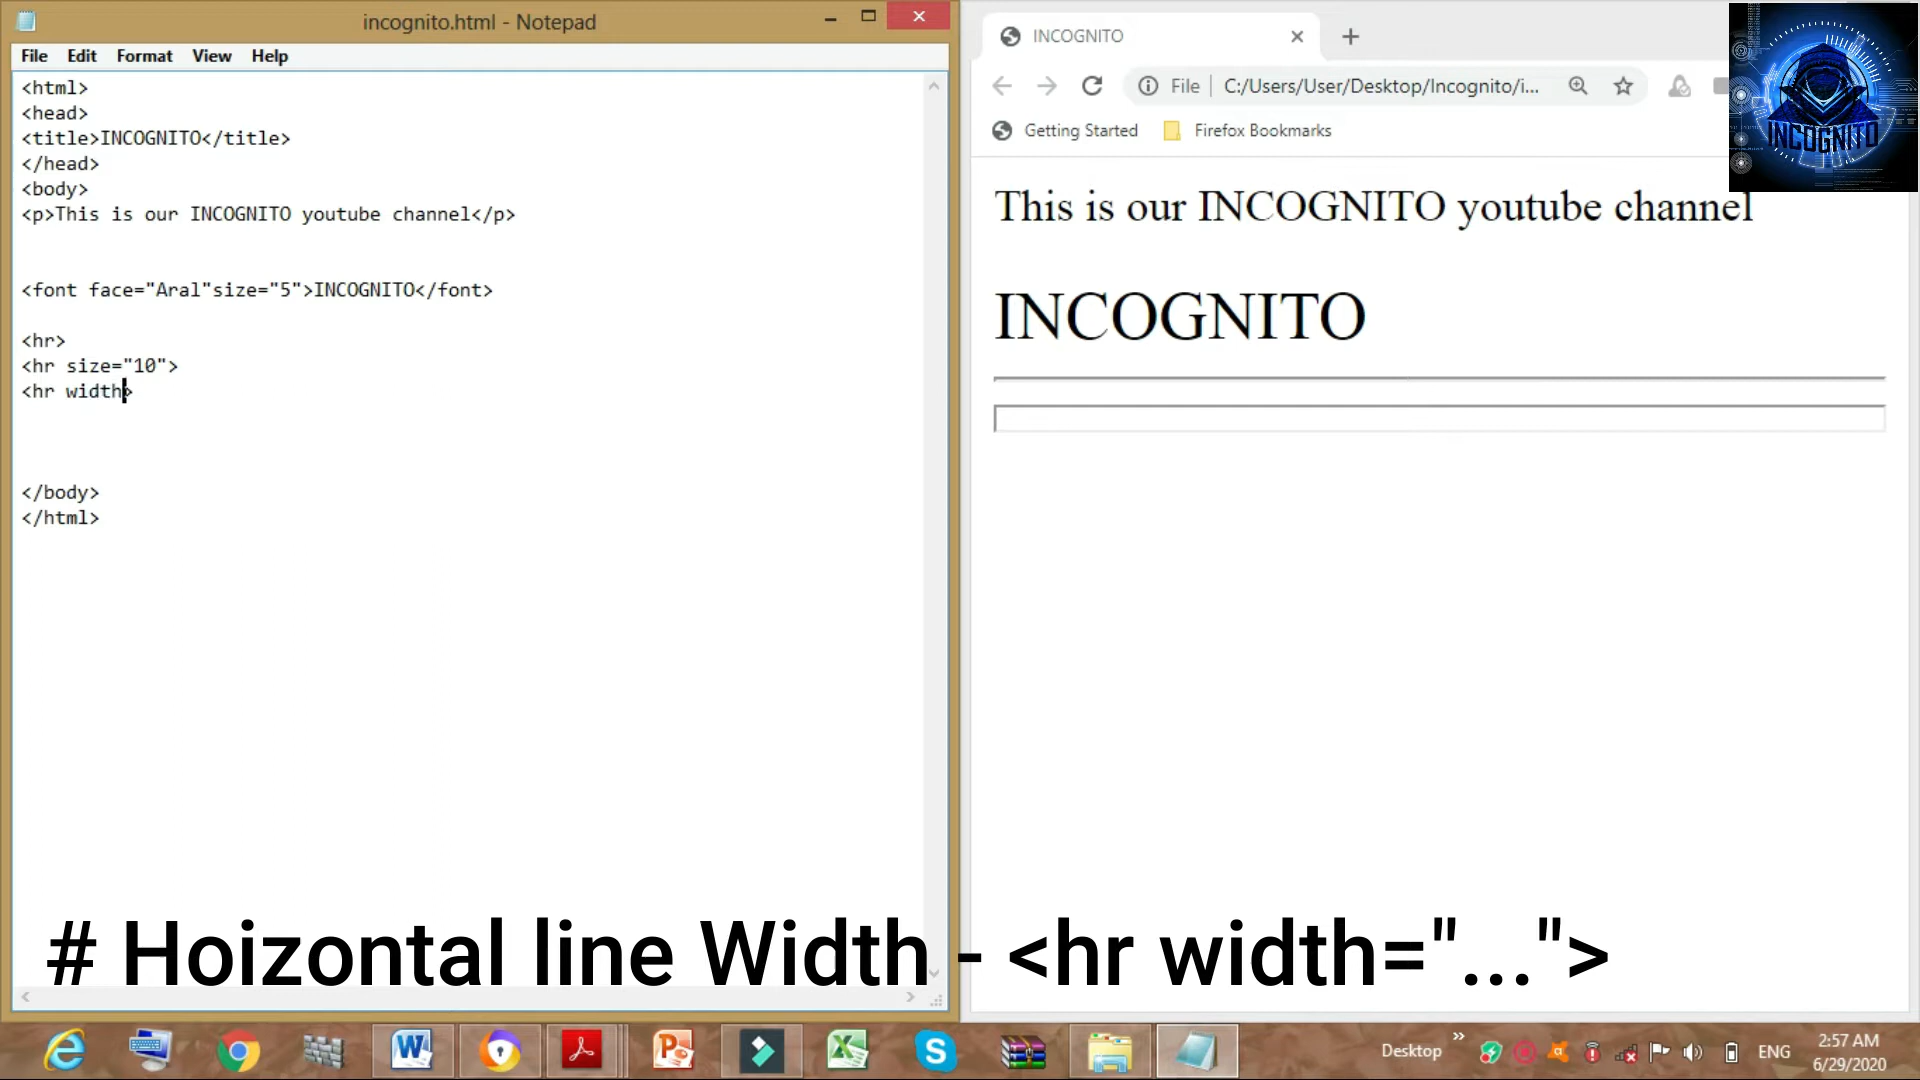 incognito.html - Notepad
File Edit Format View Help
<html>
<head>
<title>INCOGNITO</title>
</head>
<body>
<p>This is our INCOGNITO youtube channel</p>
<font face="Aral"size="5">INCOGNITO</font>
<hr>
<hr size="10">
<hr width>
</body>
</html>
INCOGNITO
File C:/Users/User/Desktop/Incognito/i...
Getting Started Firefox Bookmarks
INCOGNITO
This is our INCOGNITO youtube channel
INCOGNITO
# Hoizontal line Width - <hr width="...">
Desktop
ENG
2:57 AM
6/29/2020